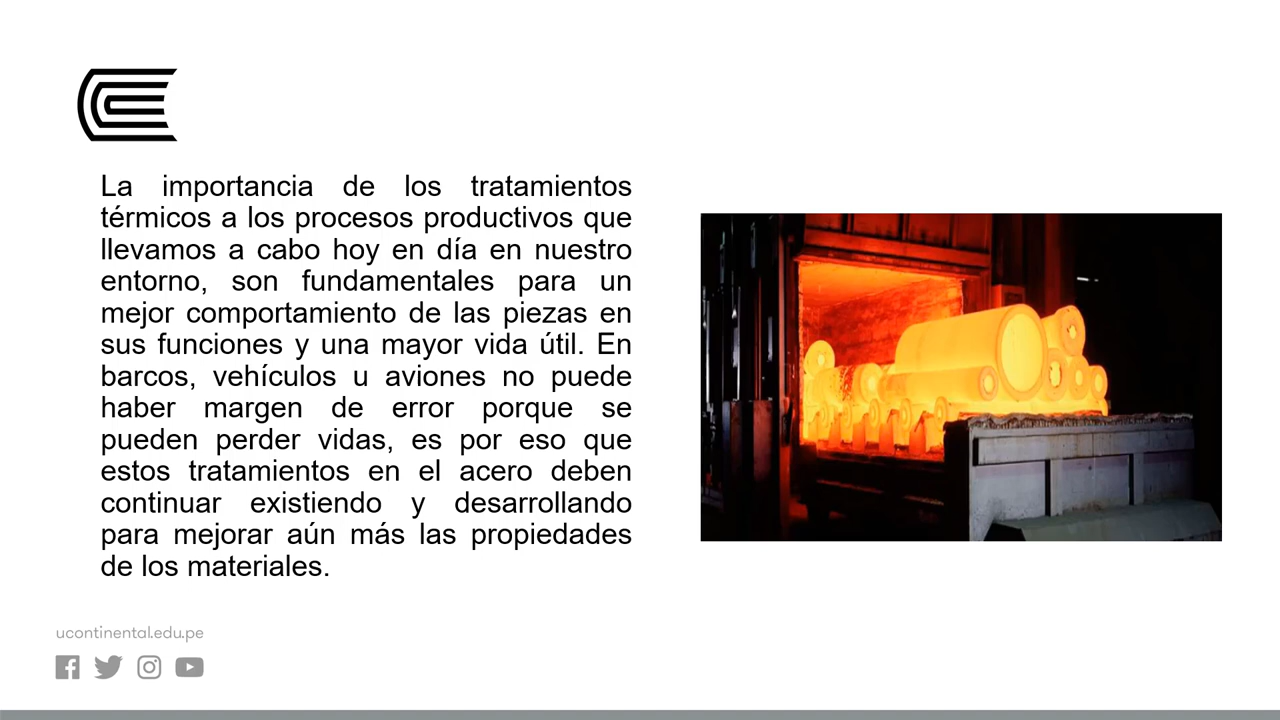 La importancia de los tratamientos
térmicos a los procesos productivos que
llevamos a cabo hoy en día en nuestro
entorno, son fundamentales para un
mejor comportamiento de las piezas en
sus funciones y una mayor vida útil. En
barcos, vehículos u aviones no puede
haber margen de error porque se
pueden perder vidas, es por eso que
estos tratamientos en el acero deben
continuar existiendo y desarrollando
para mejorar aún más las propiedades
de los materiales.
ucontinental.edu.pe